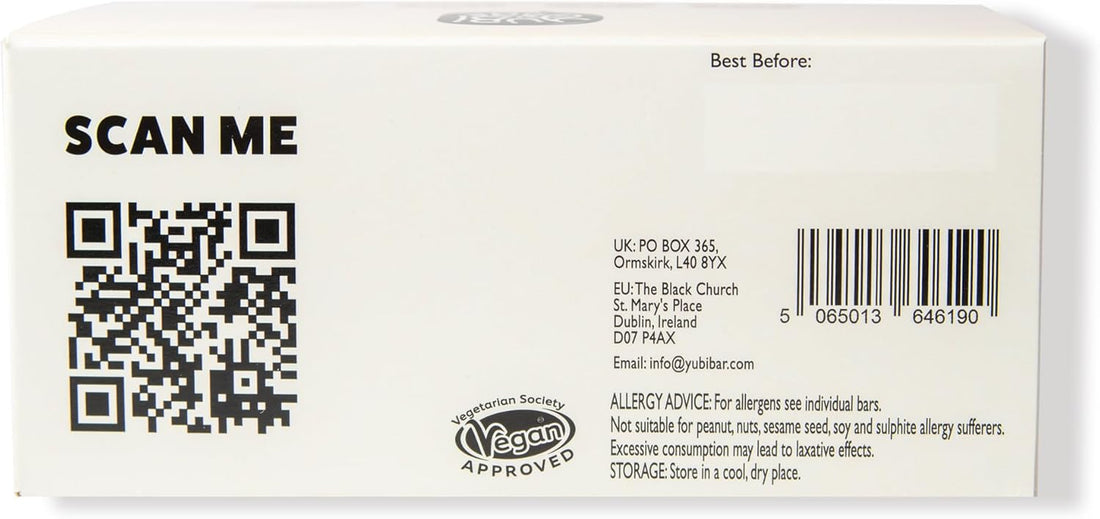 SCAN ME
Best Before:
UK: PO BOX 365,
Ormskirk, L40 8YX
EU:The Black Church
St. Mary's Place
Dublin, Ireland
D07 P4AX
Email: info@yubibar.com
5 065013 646190
Vegetarian Society
Vegan
APPROVED
ALLERGY ADVICE: For allergens see individual bars.
Not suitable for peanut, nuts, sesame seed, soy and sulphite allergy sufferers.
Excessive consumption may lead to laxative effects.
STORAGE: Store in a cool, dry place.